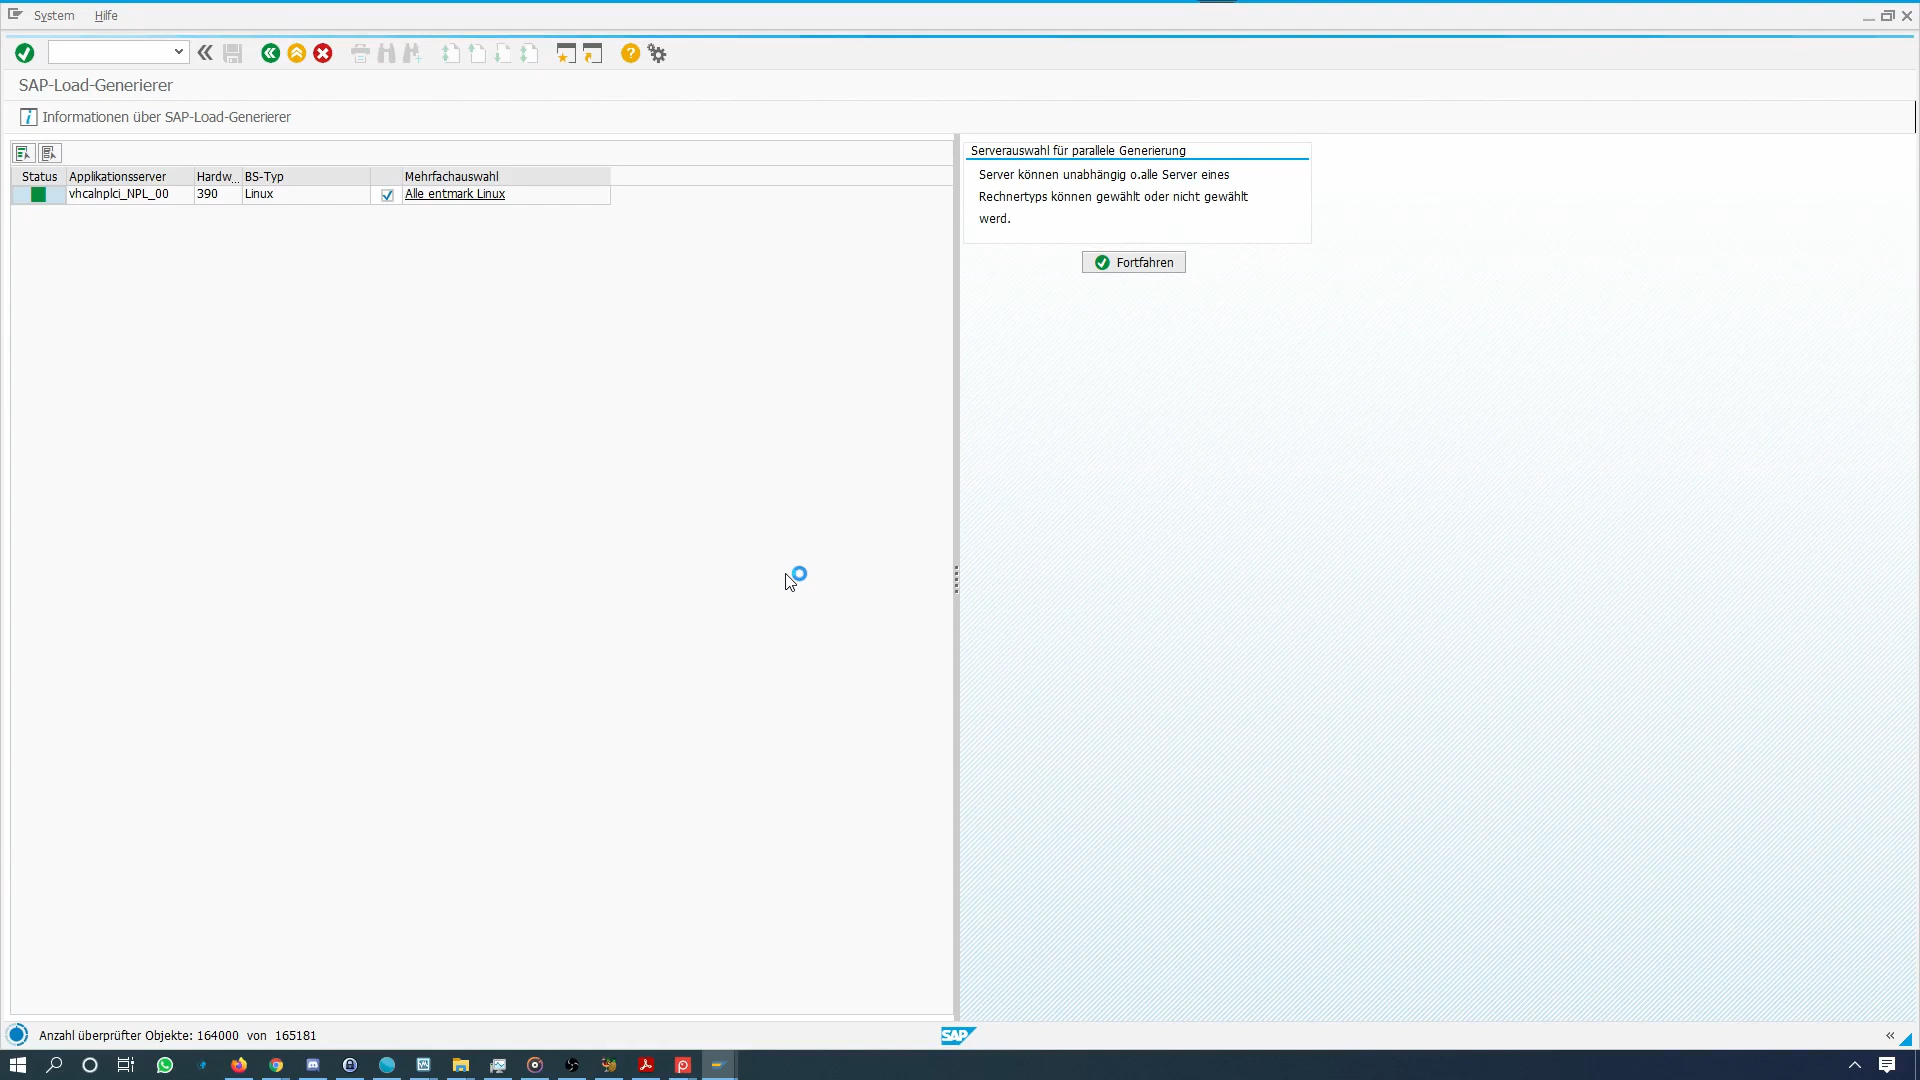 System Hilfe
SAP-Load-Generierer
Informationen über SAP-Load-Generierer
Status Applikationsserver Hardw... BS-Typ Mehrfachauswahl
vhcalnplci_NPL_00 390 Linux Alle entmark Linux
Serverauswahl für parallele Generierung
Server können unabhängig o.alle Server eines
Rechnertyps können gewählt oder nicht gewählt
werd.
Fortfahren
Anzahl überprüfter Objekte: 164000 von 165181
SAP